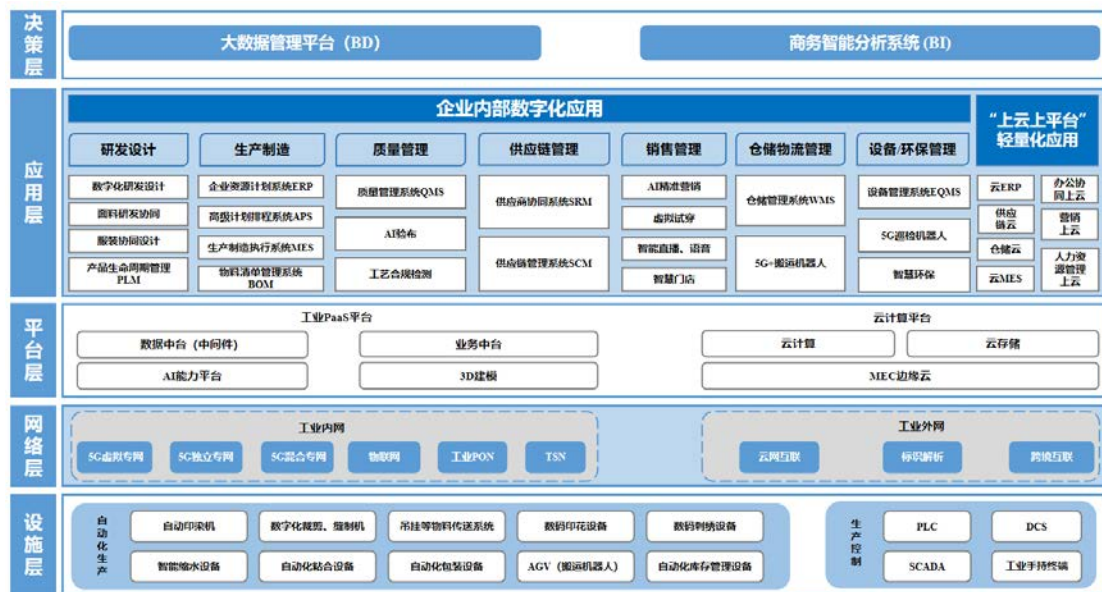 决策层
大数据管理平台（BD）
商务智能分析系统 (BI)
应用层
企业内部数字化应用
“上云上平台”
轻量化应用
研发设计
生产制造
质量管理
供应链管理
销售管理
仓储物流管理
设备/环保管理
数字化研发设计
面料研发协同
服装协同设计
产品生命周期管理
PLM
企业资源计划系统ERP
高级计划排程系统APS
生产制造执行系统MES
物料清单管理系统
BOM
质量管理系统QMS
AI验布
工艺合规检测
供应商协同系统SRM
供应链管理系统SCM
AI精准营销
虚拟试穿
智能直播、语音
智慧门店
仓储管理系统WMS
5G+搬运机器人
设备管理系统EQMS
5G巡检机器人
智慧环保
云ERP
供应
链云
仓储云
云MES
办公协
同上云
营销
上云
人力资
源管理
上云
平台层
工业PaaS平台
数据中台（中间件）
业务中台
AI能力平台
3D建模
云计算平台
云计算
云存储
MEC边缘云
网络层
工业内网
5G虚拟专网
5G独立专网
5G混合专网
物联网
工业PON
TSN
工业外网
云网互联
标识解析
跨境互联
设施层
自动化生产
自动印染机
数字化裁剪、缝制机
吊挂等物料传送系统
数码印花设备
数码刺绣设备
智能缩水设备
自动化粘合设备
自动化包装设备
AGV（搬运机器人）
自动化库存管理设备
生产控制
PLC
DCS
SCADA
工业手持终端